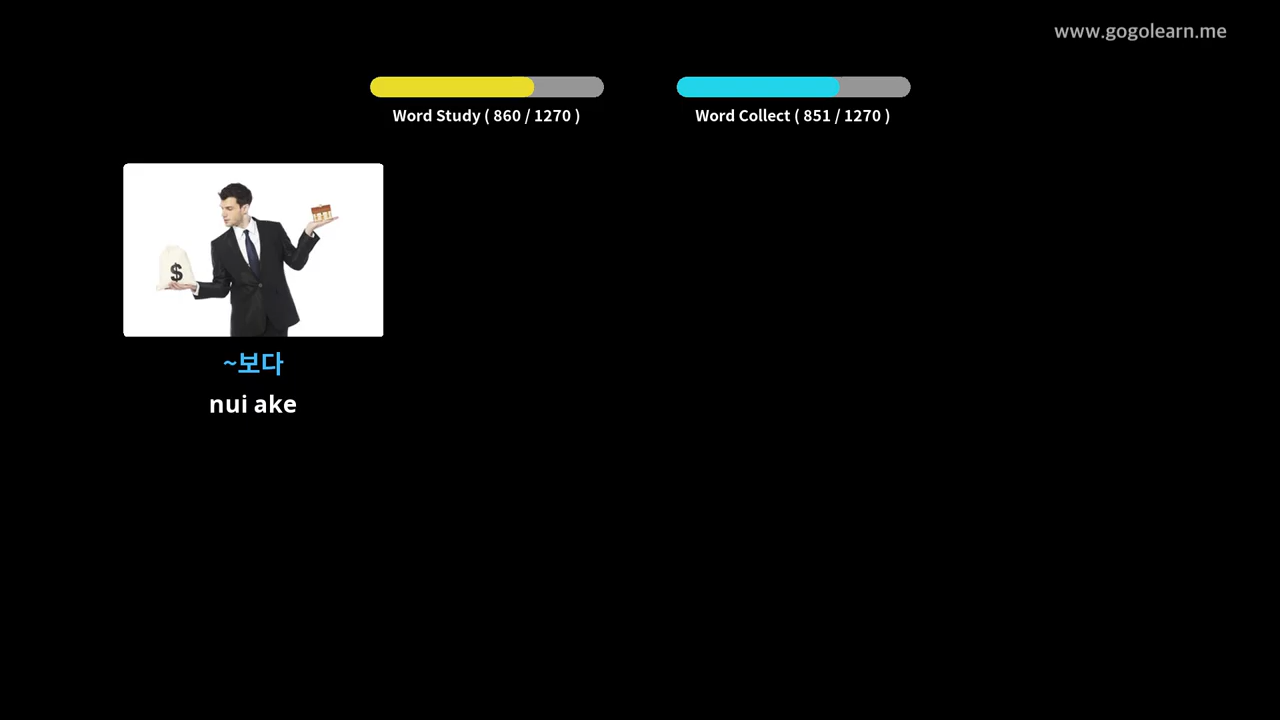 www.gogolearn.me
Word Study ( 860 / 1270 )
Word Collect ( 851 / 1270 )
$
~보다
nui ake